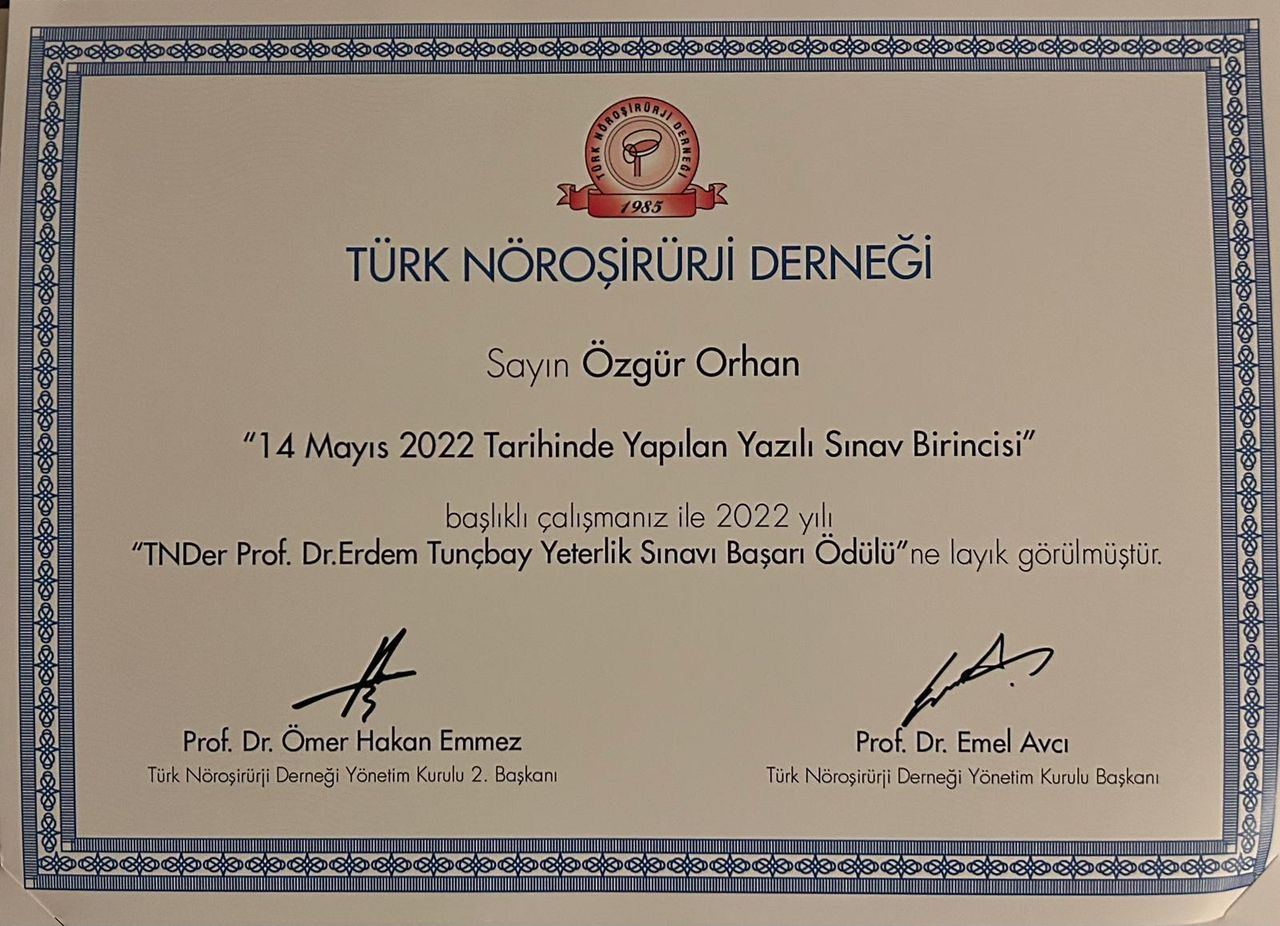 TÜRK NÖROŞİRÜRJİ DERNEĞİ
1985
TÜRK NÖROŞİRÜRJİ DERNEĞİ
Sayın Özgür Orhan
“14 Mayıs 2022 Tarihinde Yapılan Yazılı Sınav Birincisi”
başlıklı çalışmanız ile 2022 yılı
“TNDer Prof. Dr.Erdem Tunçbay Yeterlik Sınavı Başarı Ödülü”ne layık görülmüştür.
Prof. Dr. Ömer Hakan Emmez
Türk Nöroşirürji Derneği Yönetim Kurulu 2. Başkanı
Prof. Dr. Emel Avcı
Türk Nöroşirürji Derneği Yönetim Kurulu Başkanı